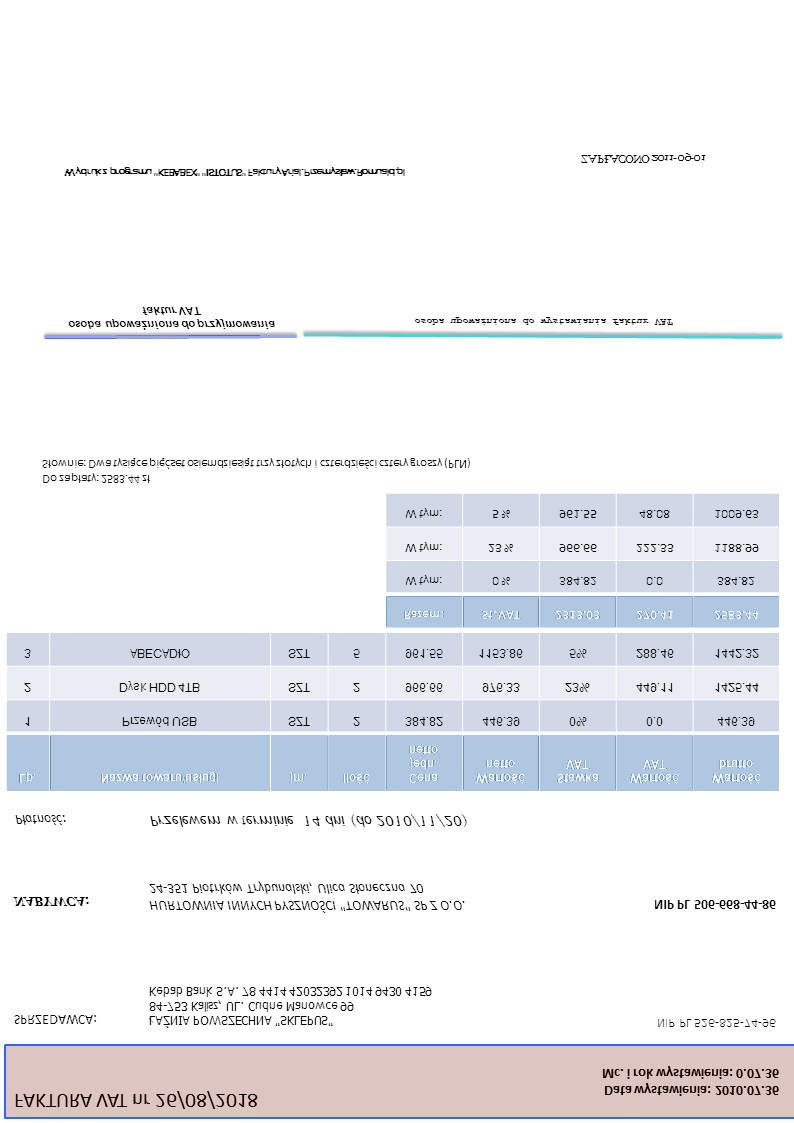 FAKTURA VAT nr 26/08/2018
Data wystawienia: 2010.07.36
Mc. i rok wystawienia: 0.07.36
SPRZEDAWCA:
ŁAŹNIA POWSZECHNA "SKLEPUS"
NIP PL 526-825-74-96
84-753 Kalisz, UL. Cudne Manowce 99
Kebab Bank S.A. 78 4414 42032392 1014 9430 4159
NABYWCA:
HURTOWNIA INNYCH PYSZNOŚCI "TOWARUS" SP Z O.O.
NIP PL 506-668-44-86
24-351 Piotrków Trybunalski, Ulica Słoneczna 70
Płatność:
Przelewem w terminie 14 dni (do 2010/11/20)
Lp. Nazwa towaru/usługi jm. Ilość Cena jedn. netto Wartość netto Stawka VAT Wartość VAT Wartość brutto
1 Przewód USB SZT 2 384.82 446.39 0% 0.0 446.39
2 Dysk HDD 4TB SZT 2 966.66 976.33 23% 449.11 1425.44
3 ABECADŁO SZT 5 961.55 1153.86 5% 288.46 1442.32
Razem: St. VAT 2313.03 270.41 2583.44
W tym: 0 % 384.82 0.0 384.82
W tym: 23 % 966.66 222.33 1188.99
W tym: 5 % 961.55 48.08 1009.63
Do zapłaty: 2583.44 zł
Słownie: Dwa tysiące pięćset osiemdziesiąt trzy złotych i czterdzieści cztery groszy (PLN)
osoba upoważniona do przyjmowania
faktur VAT
osoba upoważniona do wystawiania faktur VAT
Wydruk z programu "KEBABEX" "ISTOTUS" Faktury Arial.Przemysław.Romuald.pl
ZAPŁACONO 2011-09-01